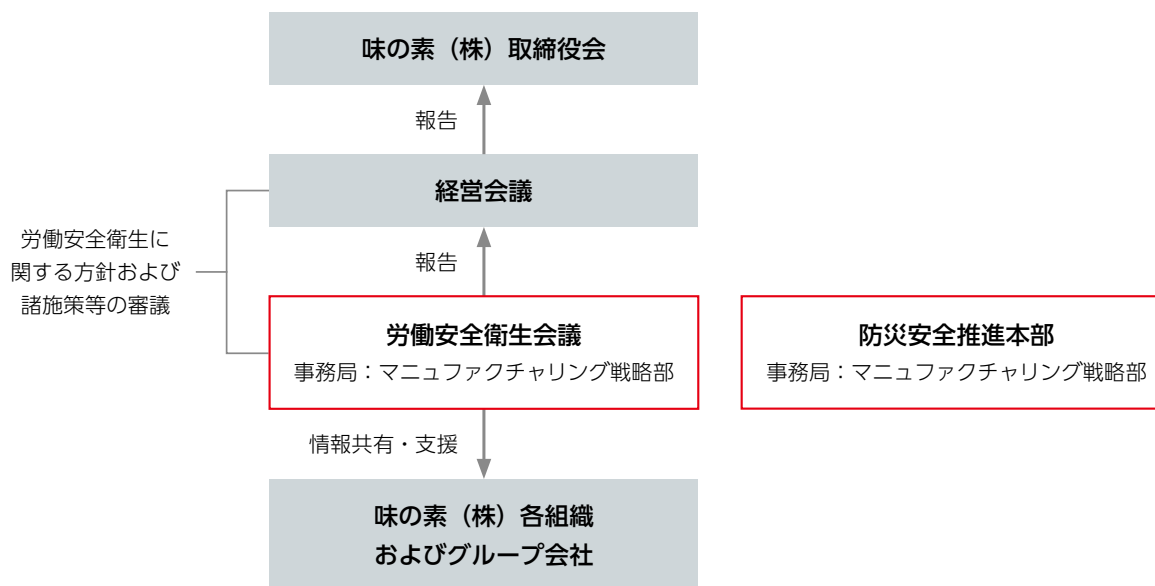 味の素（株）取締役会
報告
経営会議
労働安全衛生に
関する方針および
諸施策等の審議
報告
労働安全衛生会議
事務局：マニュファクチャリング戦略部
防災安全推進本部
事務局：マニュファクチャリング戦略部
情報共有・支援
味の素（株）各組織
およびグループ会社